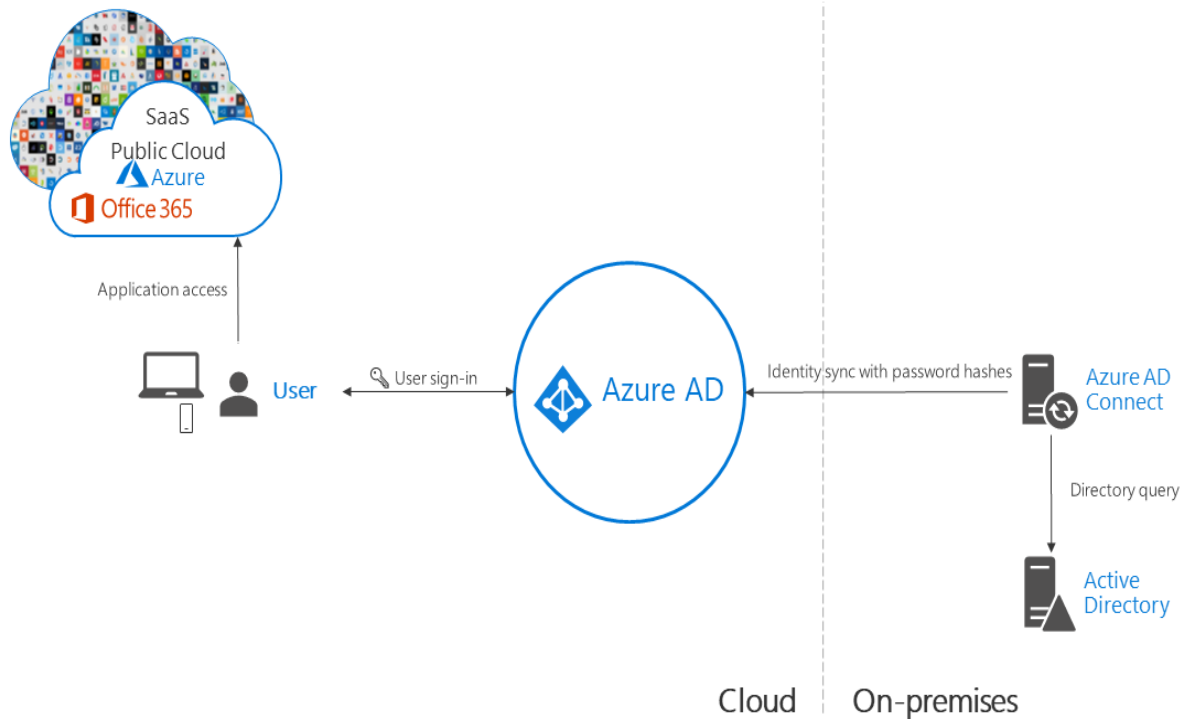 SaaS
Public Cloud
Azure
Office 365
Application access
User
User sign-in
Azure AD
Identity sync with password hashes
Azure AD
Connect
Directory query
Active
Directory
Cloud
On-premises